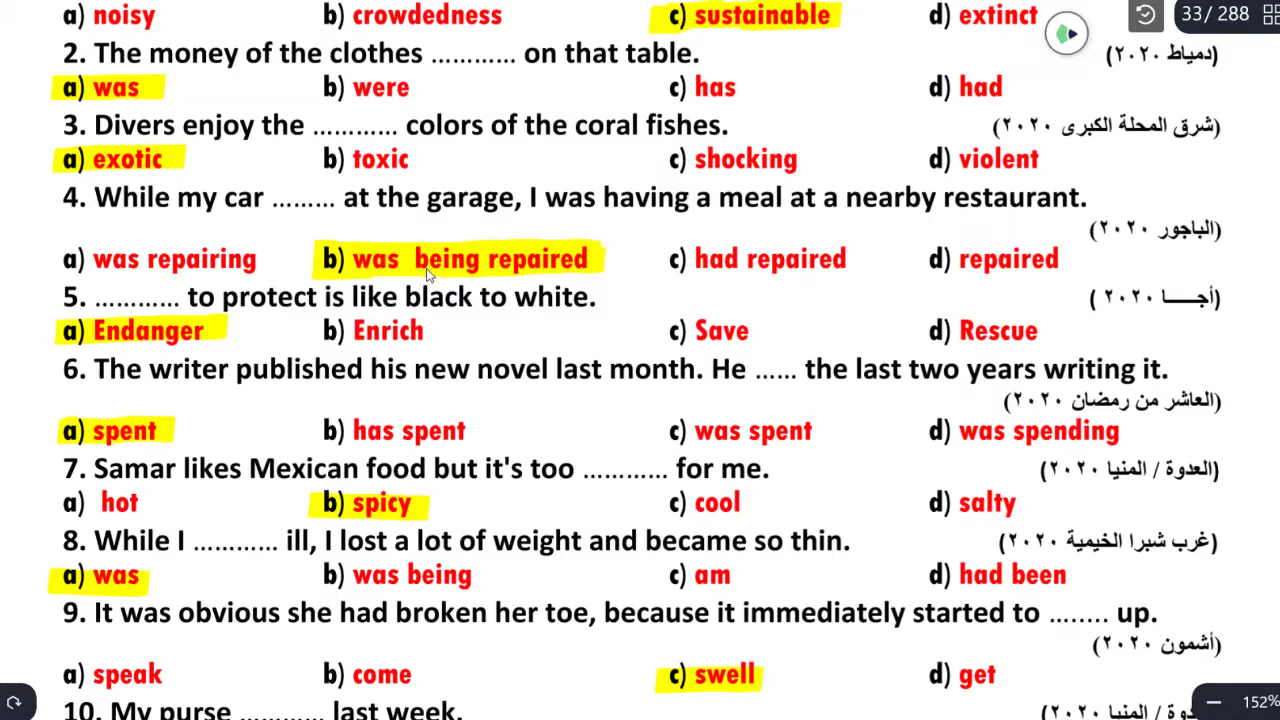 a) noisy b) crowdedness c) sustainable d) extinct
33/ 288
2. The money of the clothes ………… on that table. (دمياط ٢٠٢٠)
a) was b) were c) has d) had
3. Divers enjoy the ………… colors of the coral fishes. (شرق المحلة الكبرى ٢٠٢٠)
a) exotic b) toxic c) shocking d) violent
4. While my car ……… at the garage, I was having a meal at a nearby restaurant.
(الباجور ٢٠٢٠)
a) was repairing b) was being repaired c) had repaired d) repaired
5. ………… to protect is like black to white. (أجـــا ٢٠٢٠ )
a) Endanger b) Enrich c) Save d) Rescue
6. The writer published his new novel last month. He …… the last two years writing it.
(العاشر من رمضان ٢٠٢٠)
a) spent b) has spent c) was spent d) was spending
7. Samar likes Mexican food but it's too ………… for me. (العدوة / المنيا ٢٠٢٠)
a) hot b) spicy c) cool d) salty
8. While I ………… ill, I lost a lot of weight and became so thin. (غرب شبرا الخيمية ٢٠٢٠)
a) was b) was being c) am d) had been
9. It was obvious she had broken her toe, because it immediately started to …..... up.
(أشمون ٢٠٢٠)
a) speak b) come c) swell d) get
10. My purse ………… last week. / المنيا ٢٠٢٠)
152%